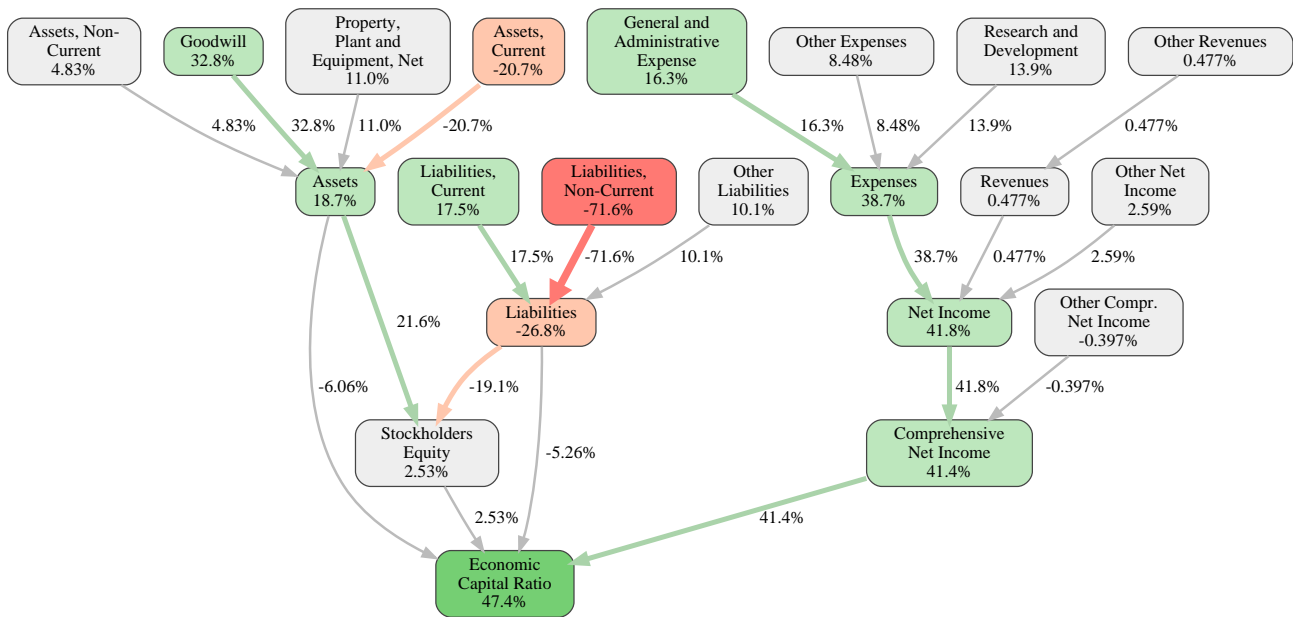 Assets, Non-
Current
4.83%
Goodwill
32.8%
Property,
Plant and
Equipment, Net
11.0%
Assets,
Current
-20.7%
General and
Administrative
Expense
16.3%
Other Expenses
8.48%
Research and
Development
13.9%
Other Revenues
0.477%
4.83%
32.8%
11.0%
-20.7%
16.3%
8.48%
13.9%
0.477%
Assets
18.7%
Liabilities,
Current
17.5%
Liabilities,
Non-Current
-71.6%
Other
Liabilities
10.1%
Expenses
38.7%
Revenues
0.477%
Other Net
Income
2.59%
17.5%
-71.6%
10.1%
38.7%
0.477%
2.59%
Liabilities
-26.8%
Net Income
41.8%
Other Compr.
Net Income
-0.397%
21.6%
-6.06%
-19.1%
41.8%
-0.397%
Stockholders
Equity
2.53%
-5.26%
Comprehensive
Net Income
41.4%
2.53%
41.4%
Economic
Capital Ratio
47.4%